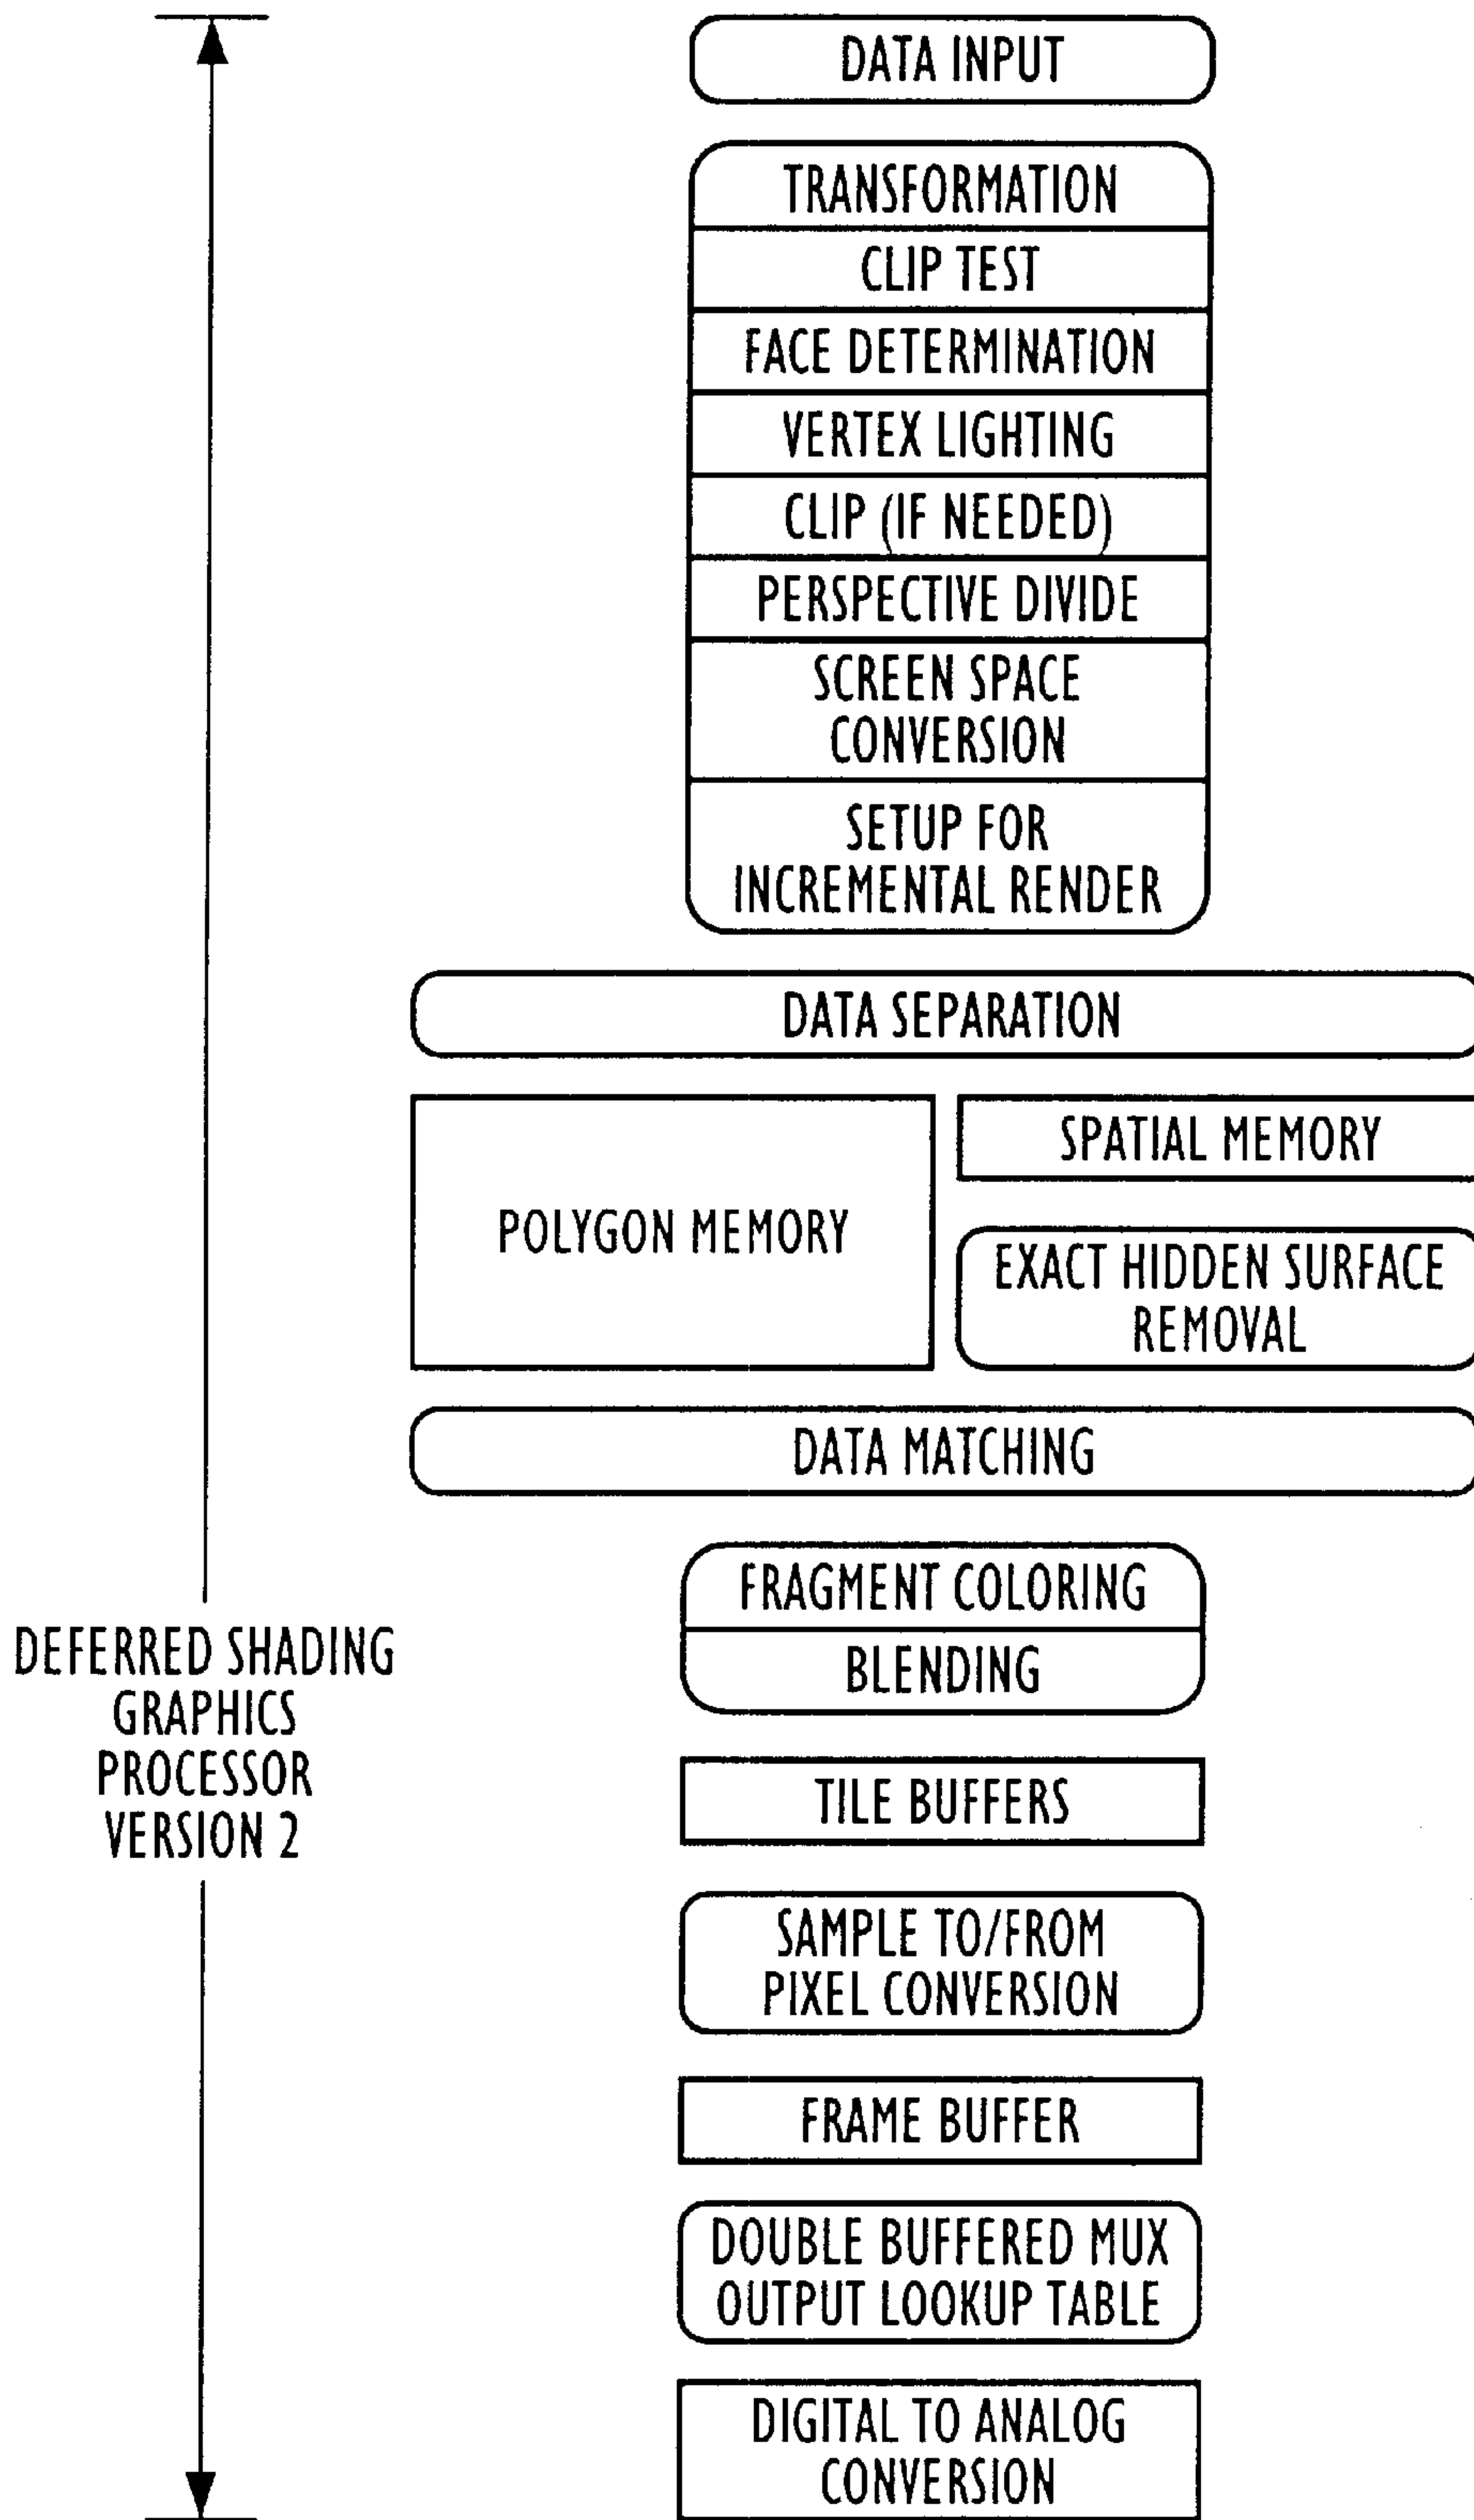 DATA INPUT
TRANSFORMATION
CLIP TEST
FACE DETERMINATION
VERTEX LIGHTING
CLIP (IF NEEDED)
PERSPECTIVE DIVIDE
SCREEN SPACE
CONVERSION
SETUP FOR
INCREMENTAL RENDER
DATA SEPARATION
POLYGON MEMORY
SPATIAL MEMORY
EXACT HIDDEN SURFACE
REMOVAL
DATA MATCHING
FRAGMENT COLORING
BLENDING
DEFERRED SHADING
GRAPHICS
PROCESSOR
VERSION 2
TILE BUFFERS
SAMPLE TO/FROM
PIXEL CONVERSION
FRAME BUFFER
DOUBLE BUFFERED MUX
OUTPUT LOOKUP TABLE
DIGITAL TO ANALOG
CONVERSION